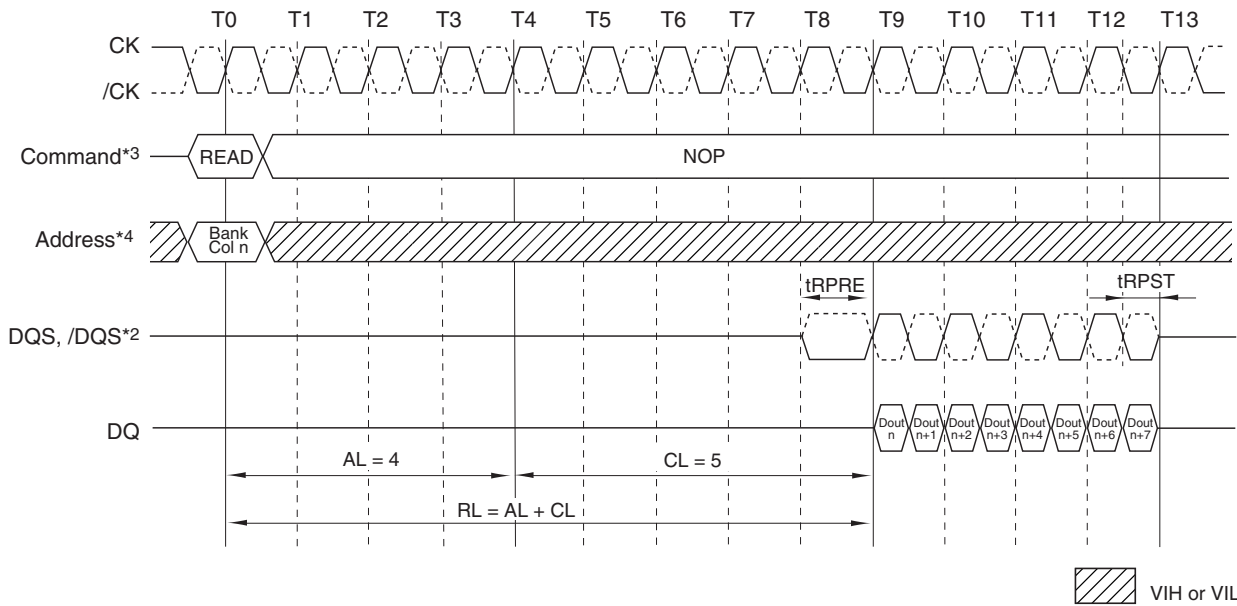 T0 T1 T2 T3 T4 T5 T6 T7 T8 T9 T10 T11 T12 T13
CK
/CK
Command*3 READ NOP
Address*4 Bank
Col n
tRPRE tRPST
DQS, /DQS*2
DQ Dout n Dout n+1 Dout n+2 Dout n+3 Dout n+4 Dout n+5 Dout n+6 Dout n+7
AL = 4 CL = 5
RL = AL + CL
VIH or VIL